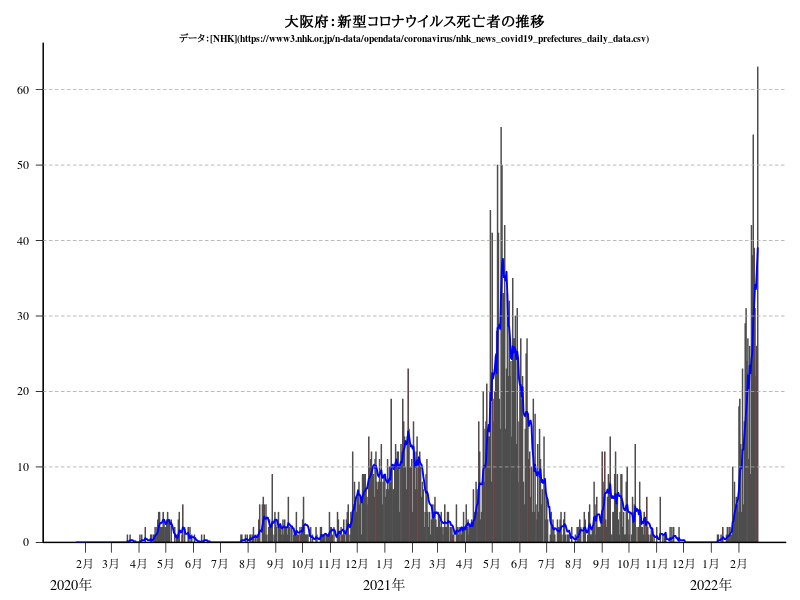 大阪府：新型コロナウイルス死亡者の推移
データ：[NHK](https://www3.nhk.or.jp/n-data/opendata/coronavirus/nhk_news_covid19_prefectures_daily_data.csv)
60
50
40
30
20
10
0
2月 3月 4月 5月 6月 7月 8月 9月 10月 11月 12月 1月 2月 3月 4月 5月 6月 7月 8月 9月 10月 11月 12月 1月 2月
2020年 2021年 2022年